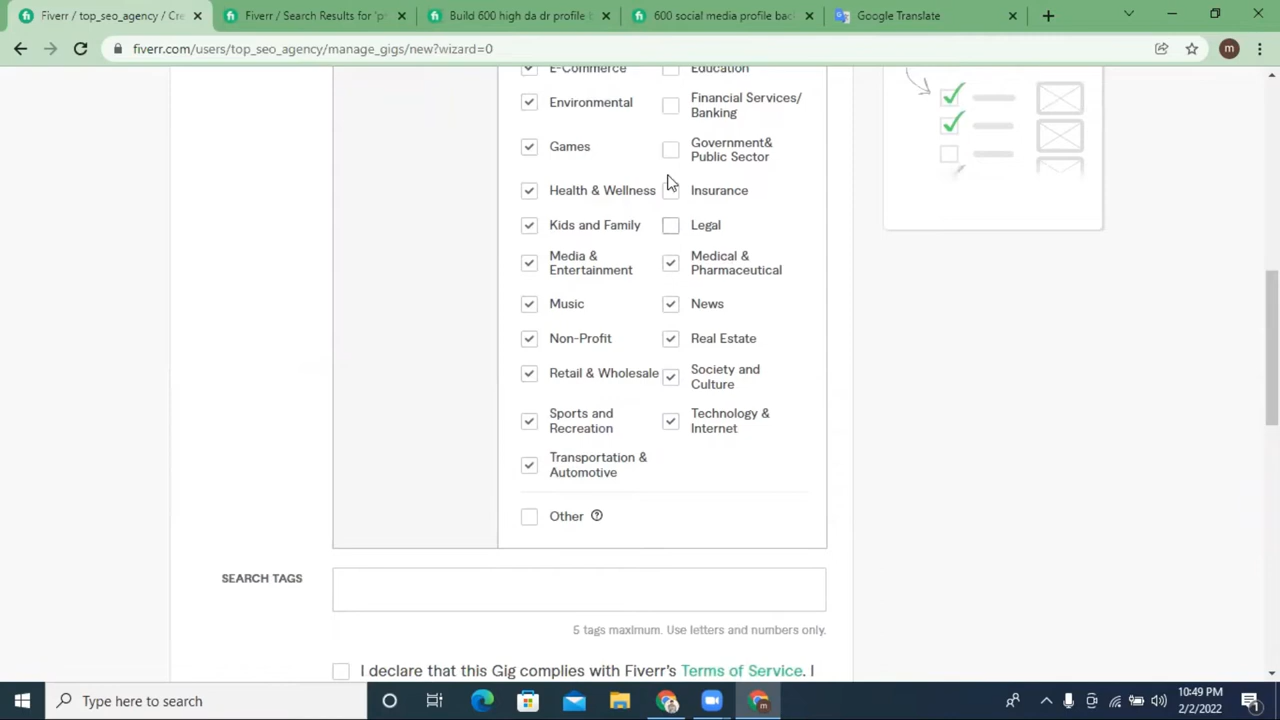 Fiverr / top_seo_agency / Cre
Fiverr / Search Results for 'p
Build 600 high da dr profile b
600 social media profile bac
Google Translate
fiverr.com/users/top_seo_agency/manage_gigs/new?wizard=0
m
E-Commerce
Education
Environmental
Financial Services/
Banking
Games
Government&
Public Sector
Health & Wellness
Insurance
Kids and Family
Legal
Media &
Entertainment
Medical &
Pharmaceutical
Music
News
Non-Profit
Real Estate
Retail & Wholesale
Society and
Culture
Sports and
Recreation
Technology &
Internet
Transportation &
Automotive
Other
SEARCH TAGS
5 tags maximum. Use letters and numbers only.
I declare that this Gig complies with Fiverr's Terms of Service. I
Type here to search
10:49 PM
2/2/2022